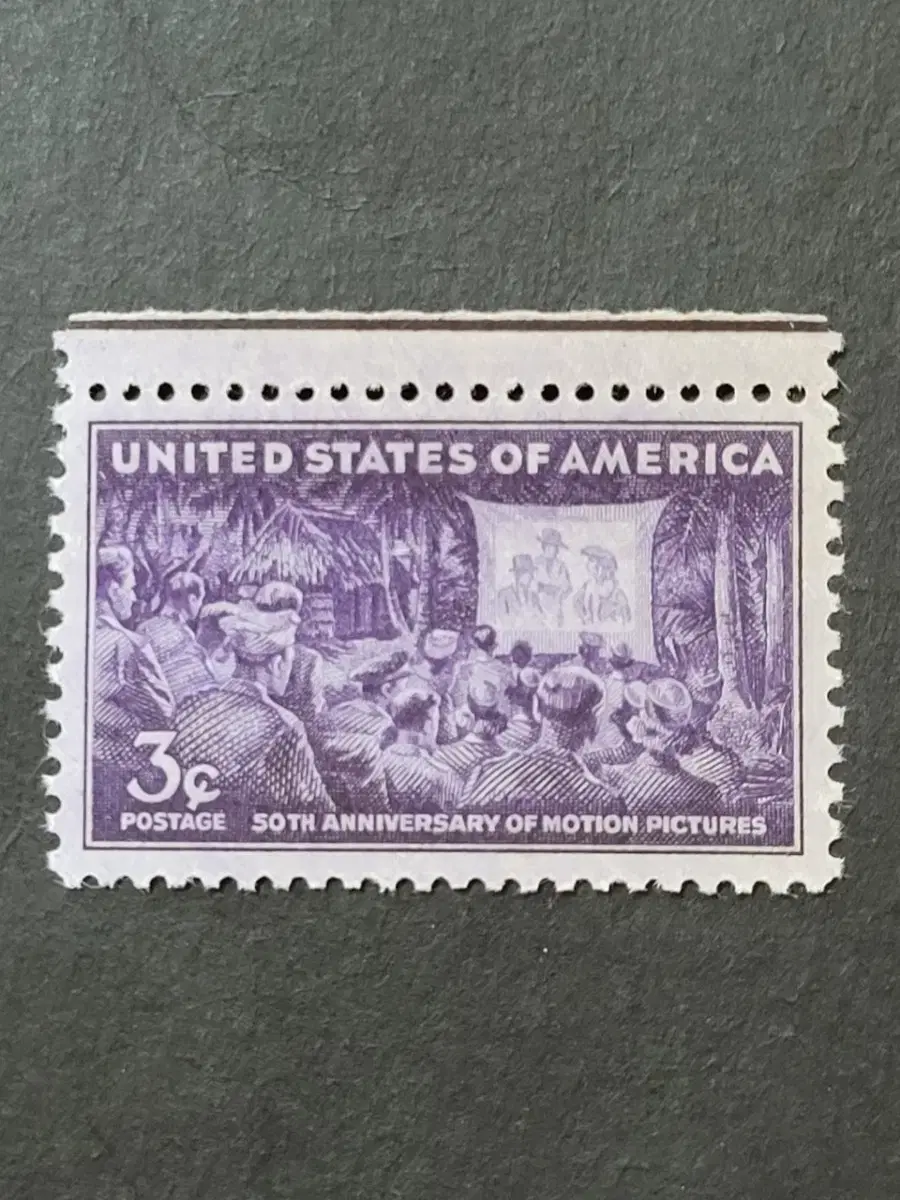 UNITED STATES OF AMERICA
3¢
POSTAGE 50TH ANNIVERSARY OF MOTION PICTURES